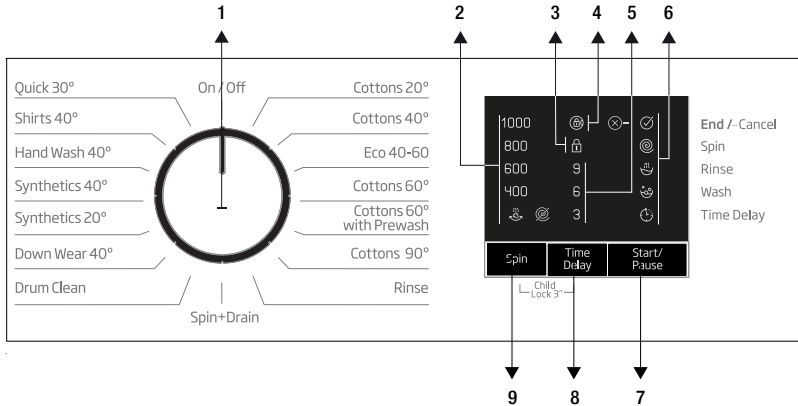 1
2
3
4
5
6
On / Off
Quick 30°
Shirts 40°
Hand Wash 40°
Synthetics 40°
Synthetics 20°
Down Wear 40°
Drum Clean
Spin+Drain
Cottons 20°
Cottons 40°
Eco 40-60
Cottons 60°
Cottons 60°
with Prewash
Cottons 90°
Rinse
1000
800
600
400
9
6
3
End /-Cancel
Spin
Rinse
Wash
Time Delay
Spin
Time
Delay
Start/
Pause
Child
Lock 3"
9
8
7